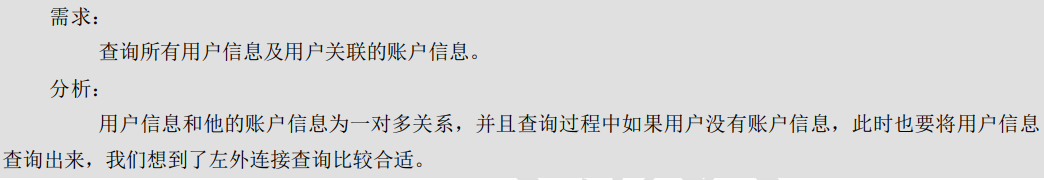 需求：
查询所有用户信息及用户关联的账户信息。
分析：
用户信息和他的账户信息为一对多关系，并且查询过程中如果用户没有账户信息，此时也要将用户信息
查询出来，我们想到了左外连接查询比较合适。